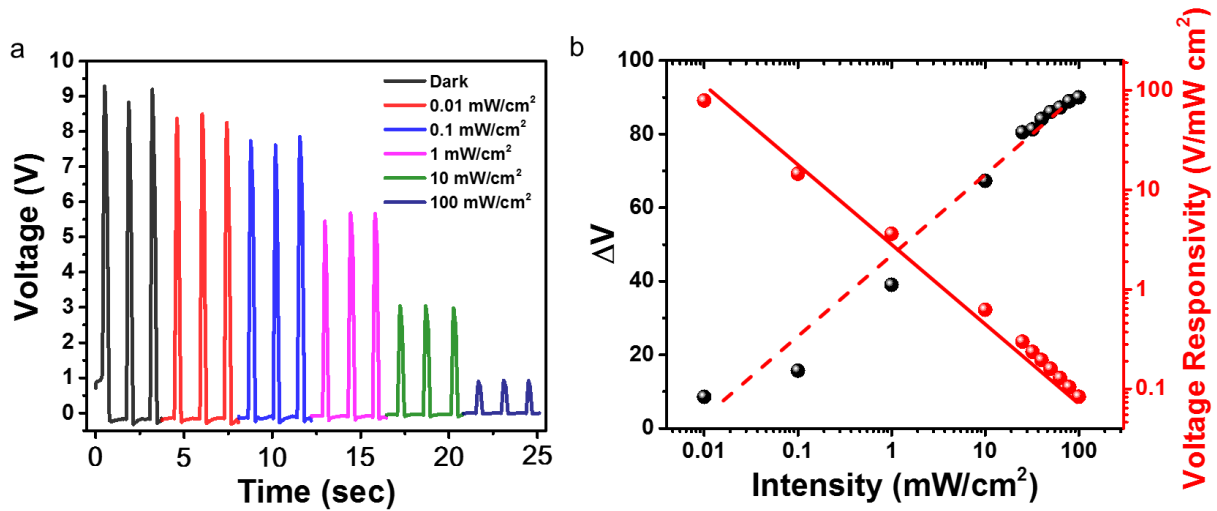 a
10
9
8
7
6
5
4
3
2
1
0
Voltage (V)
0
5
10
15
20
25
Time (sec)
Dark
0.01 mW/cm²
0.1 mW/cm²
1 mW/cm²
10 mW/cm²
100 mW/cm²
b
100
80
60
40
20
0
ΔV
0.01
0.1
1
10
100
Intensity (mW/cm²)
100
10
1
0.1
Voltage Responsivity (V/mW cm²)